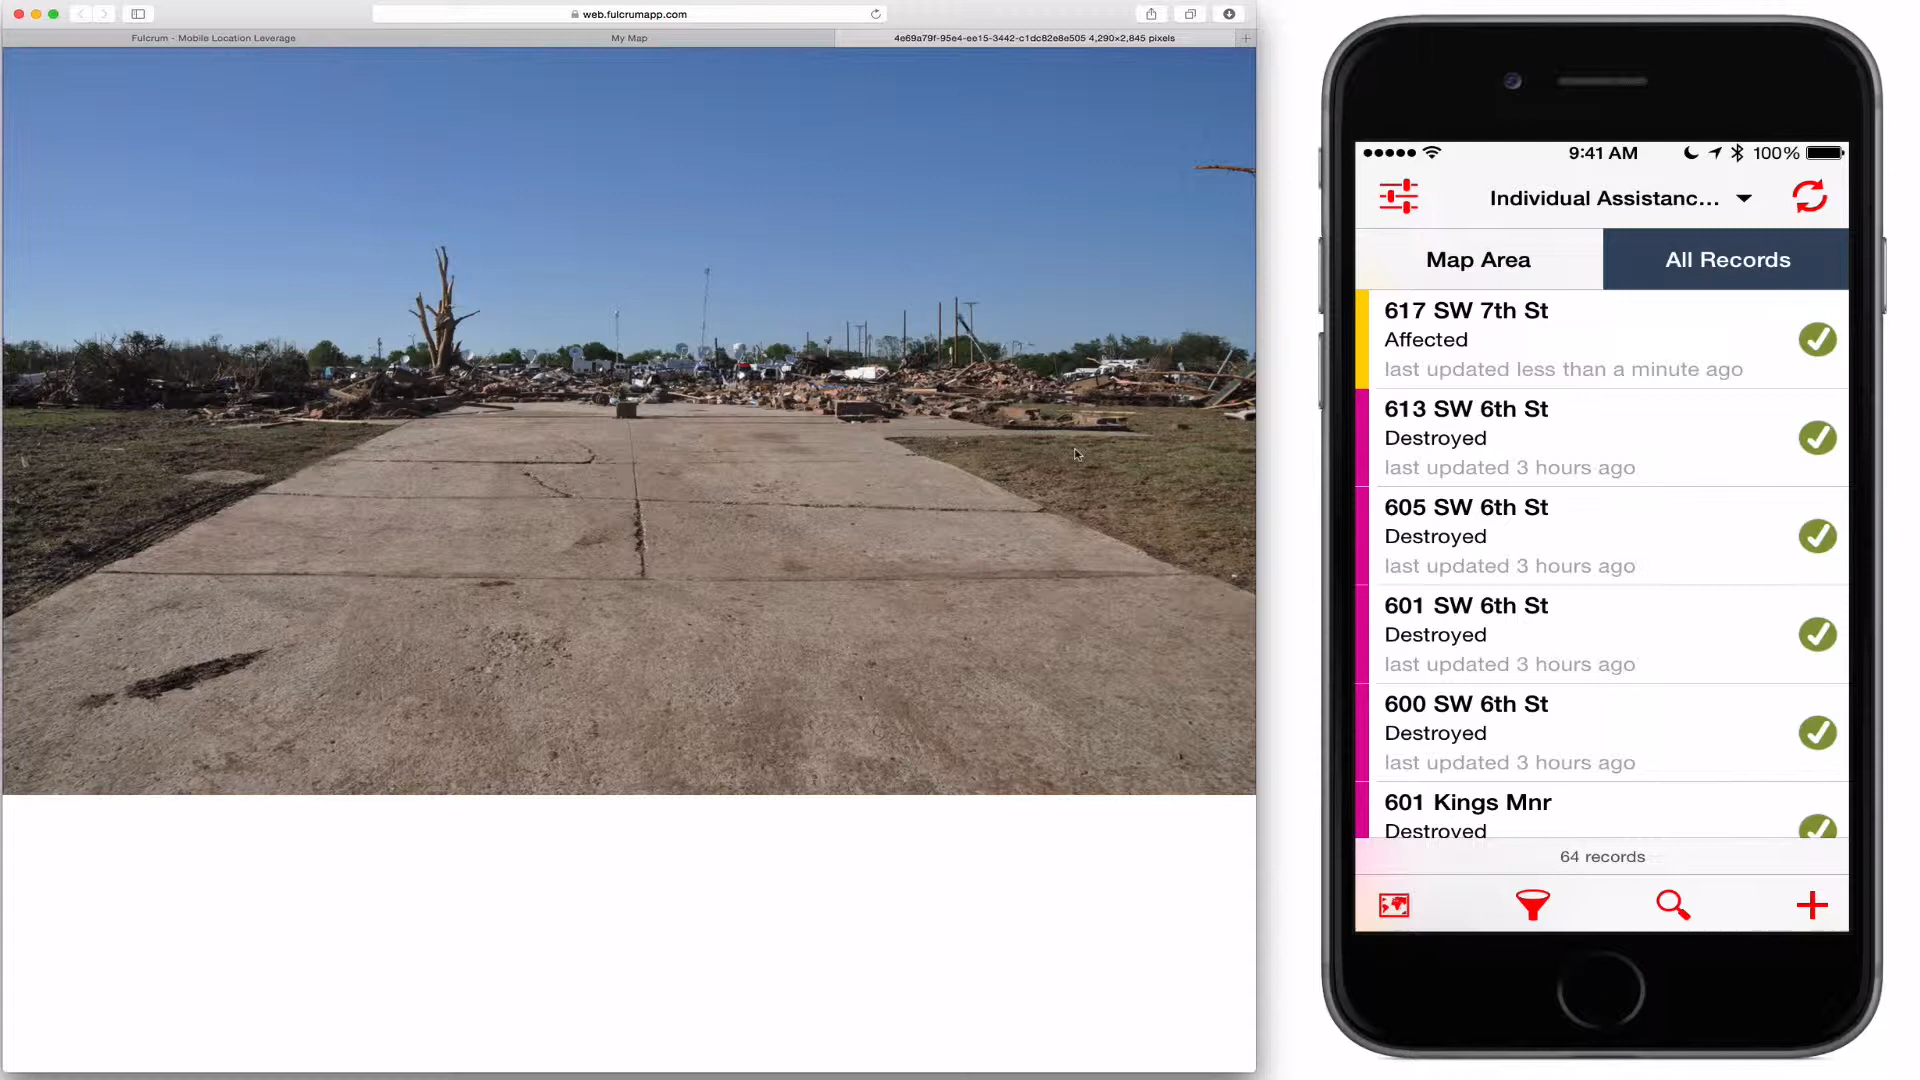 web.fulcrumapp.com
Fulcrum - Mobile Location Leverage
My Map
4e69a79f-95e4-ee15-3442-c1dc82e8e505 4,290×2,845 pixels
9:41 AM
100%
Individual Assistanc...
Map Area
All Records
617 SW 7th St
Affected
last updated less than a minute ago
613 SW 6th St
Destroyed
last updated 3 hours ago
605 SW 6th St
Destroyed
last updated 3 hours ago
601 SW 6th St
Destroyed
last updated 3 hours ago
600 SW 6th St
Destroyed
last updated 3 hours ago
601 Kings Mnr
Destroyed
64 records